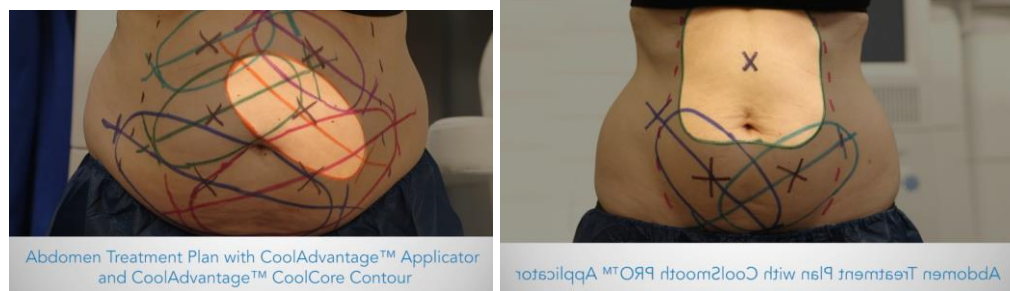 Abdomen Treatment Plan with CoolAdvantage™ Applicator
and CoolAdvantage™ CoolCore Contour
Abdomen Treatment Plan with CoolSmooth PRO™ Applicator